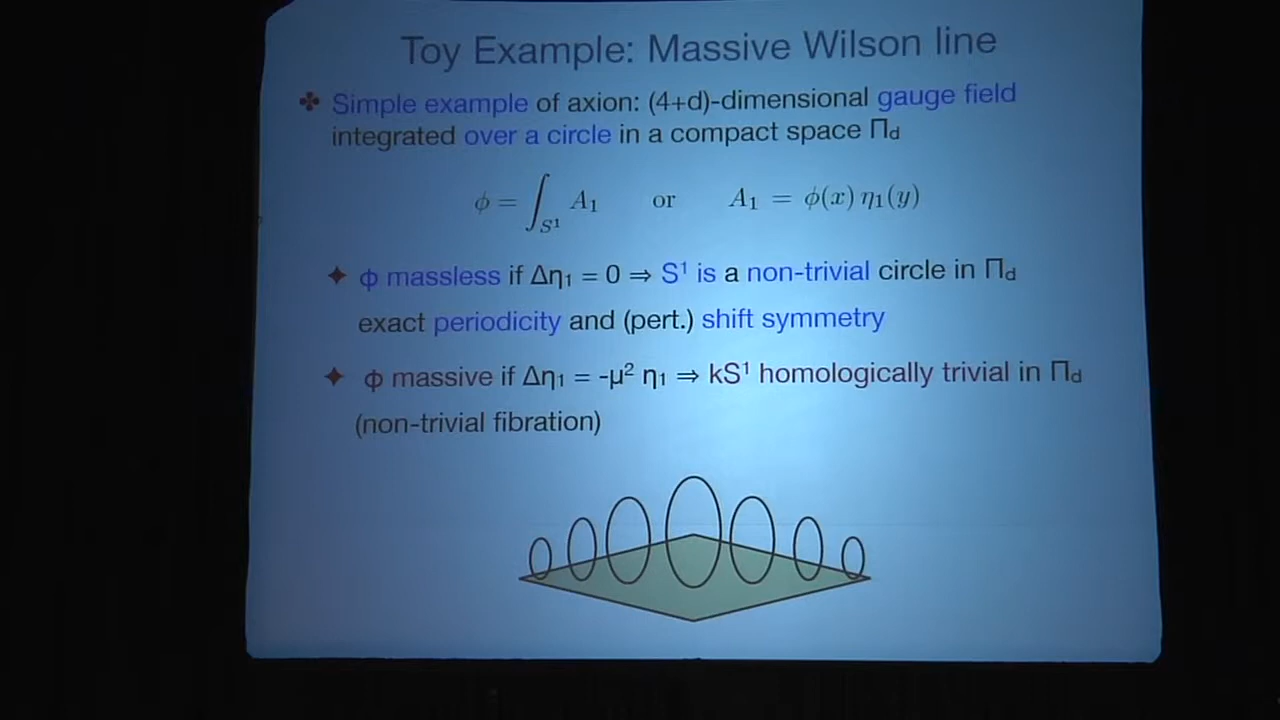 Toy Example: Massive Wilson line
✤ Simple example of axion: (4+d)-dimensional gauge field
integrated over a circle in a compact space Πd
ϕ = ∫S¹ A₁ or A₁ = ϕ(x) η₁(y)
✦ ϕ massless if Δη₁ = 0 ⇒ S¹ is a non-trivial circle in Πd
exact periodicity and (pert.) shift symmetry
✦ ϕ massive if Δη₁ = -μ² η₁ ⇒ kS¹ homologically trivial in Πd
(non-trivial fibration)